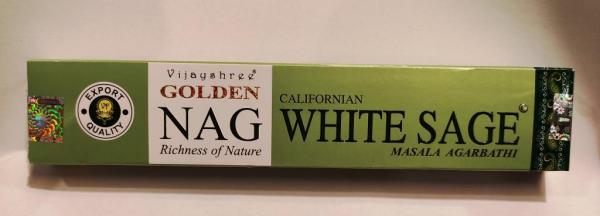 EXPORT
QUALITY
Vijayshree®
GOLDEN
NAG
Richness of Nature
CALIFORNIAN
WHITE SAGE
MASALA AGARBATHI